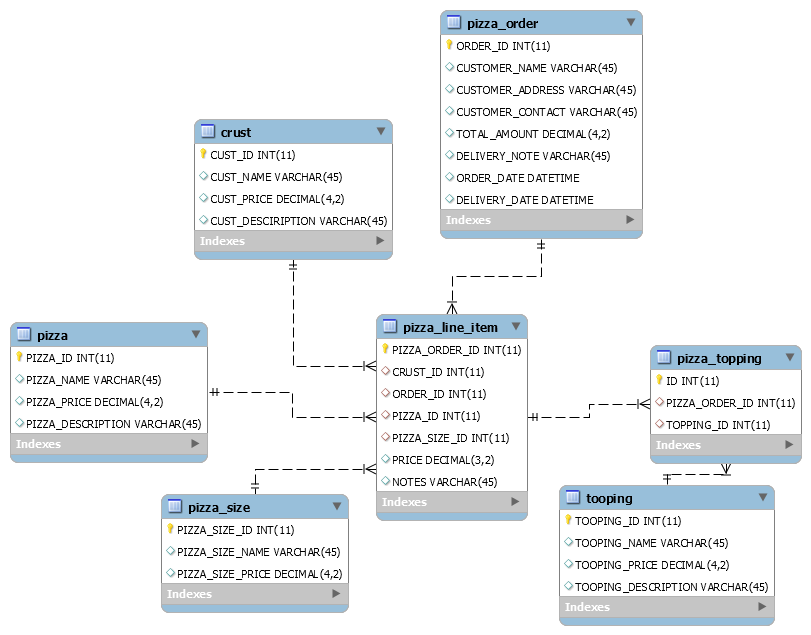 pizza_order
ORDER_ID INT(11)
CUSTOMER_NAME VARCHAR(45)
CUSTOMER_ADDRESS VARCHAR(45)
CUSTOMER_CONTACT VARCHAR(45)
TOTAL_AMOUNT DECIMAL(4,2)
DELIVERY_NOTE VARCHAR(45)
ORDER_DATE DATETIME
DELIVERY_DATE DATETIME
Indexes
crust
CUST_ID INT(11)
CUST_NAME VARCHAR(45)
CUST_PRICE DECIMAL(4,2)
CUST_DESCIRIPTION VARCHAR(45)
Indexes
pizza
PIZZA_ID INT(11)
PIZZA_NAME VARCHAR(45)
PIZZA_PRICE DECIMAL(4,2)
PIZZA_DESCRIPTION VARCHAR(45)
Indexes
pizza_line_item
PIZZA_ORDER_ID INT(11)
CRUST_ID INT(11)
ORDER_ID INT(11)
PIZZA_ID INT(11)
PIZZA_SIZE_ID INT(11)
PRICE DECIMAL(3,2)
NOTES VARCHAR(45)
Indexes
pizza_topping
ID INT(11)
PIZZA_ORDER_ID INT(11)
TOPPING_ID INT(11)
Indexes
pizza_size
PIZZA_SIZE_ID INT(11)
PIZZA_SIZE_NAME VARCHAR(45)
PIZZA_SIZE_PRICE DECIMAL(4,2)
Indexes
tooping
TOOPING_ID INT(11)
TOOPING_NAME VARCHAR(45)
TOOPING_PRICE DECIMAL(4,2)
TOOPING_DESCRIPTION VARCHAR(45)
Indexes